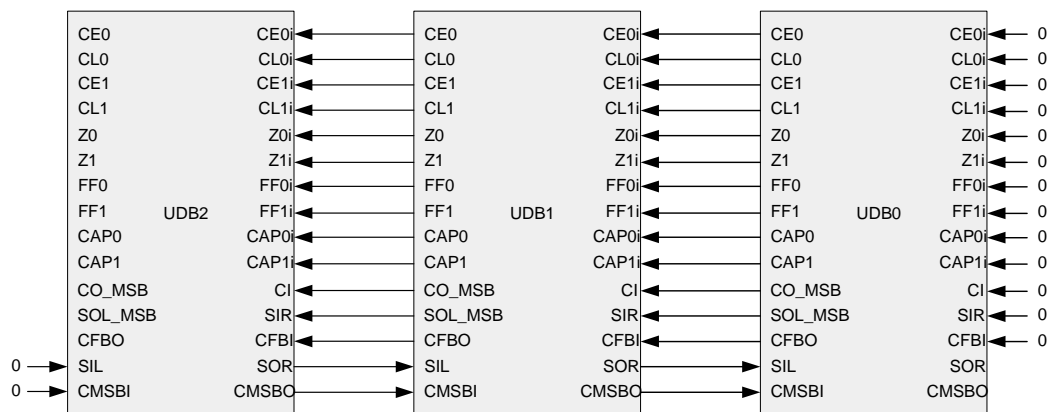 CE0 CE0i CE0 CE0i CE0 CE0i 0
CL0 CL0i CL0 CL0i CL0 CL0i 0
CE1 CE1i CE1 CE1i CE1 CE1i 0
CL1 CL1i CL1 CL1i CL1 CL1i 0
Z0 Z0i Z0 Z0i Z0 Z0i 0
Z1 Z1i Z1 Z1i Z1 Z1i 0
FF0 FF0i FF0 FF0i FF0 FF0i 0
FF1 UDB2 FF1i FF1 UDB1 FF1i FF1 UDB0 FF1i 0
CAP0 CAP0i CAP0 CAP0i CAP0 CAP0i 0
CAP1 CAP1i CAP1 CAP1i CAP1 CAP1i 0
CO_MSB CI CO_MSB CI CO_MSB CI 0
SOL_MSB SIR SOL_MSB SIR SOL_MSB SIR 0
CFBO CFBI CFBO CFBI CFBO CFBI 0
0 SIL SOR SIL SOR SIL SOR
0 CMSBI CMSBO CMSBI CMSBO CMSBI CMSBO